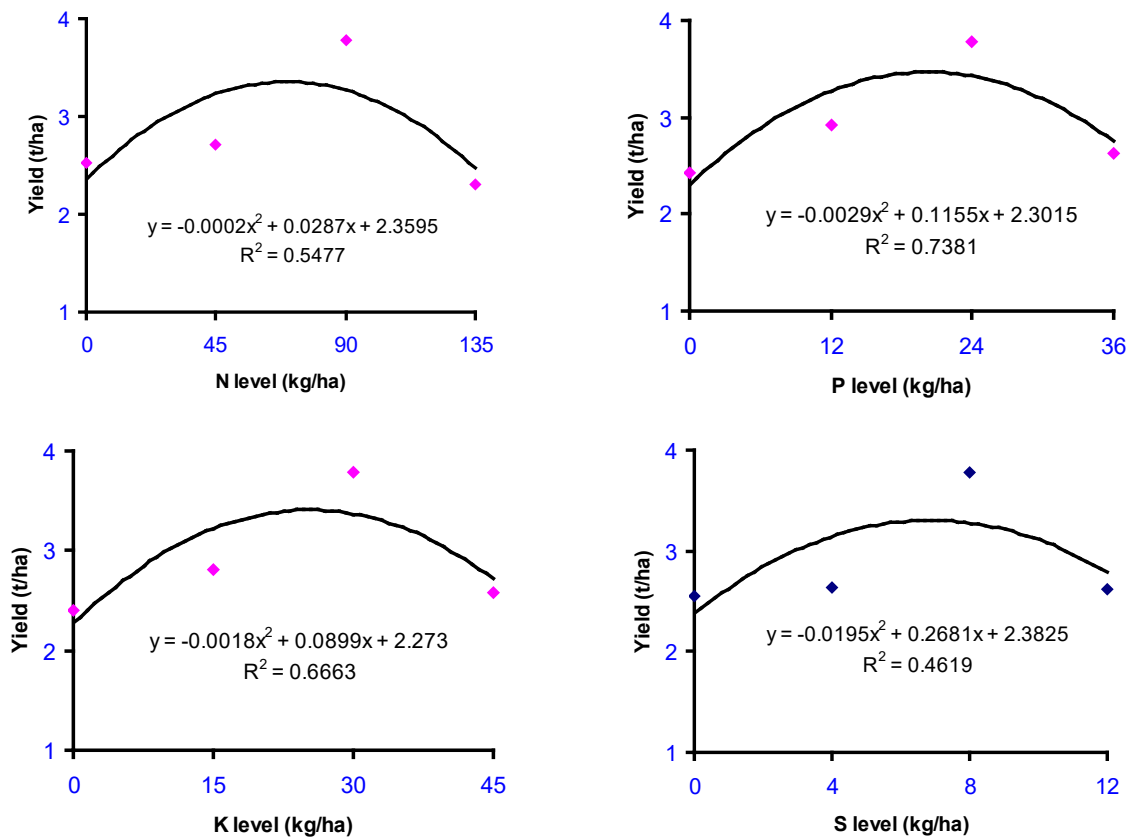 4
3
2
1
Yield (t/ha)
y = -0.0002x² + 0.0287x + 2.3595
R² = 0.5477
0 45 90 135
N level (kg/ha)
4
3
2
1
Yield (t/ha)
y = -0.0029x² + 0.1155x + 2.3015
R² = 0.7381
0 12 24 36
P level (kg/ha)
4
3
2
1
Yield (t/ha)
y = -0.0018x² + 0.0899x + 2.273
R² = 0.6663
0 15 30 45
K level (kg/ha)
4
3
2
1
Yield (t/ha)
y = -0.0195x² + 0.2681x + 2.3825
R² = 0.4619
0 4 8 12
S level (kg/ha)